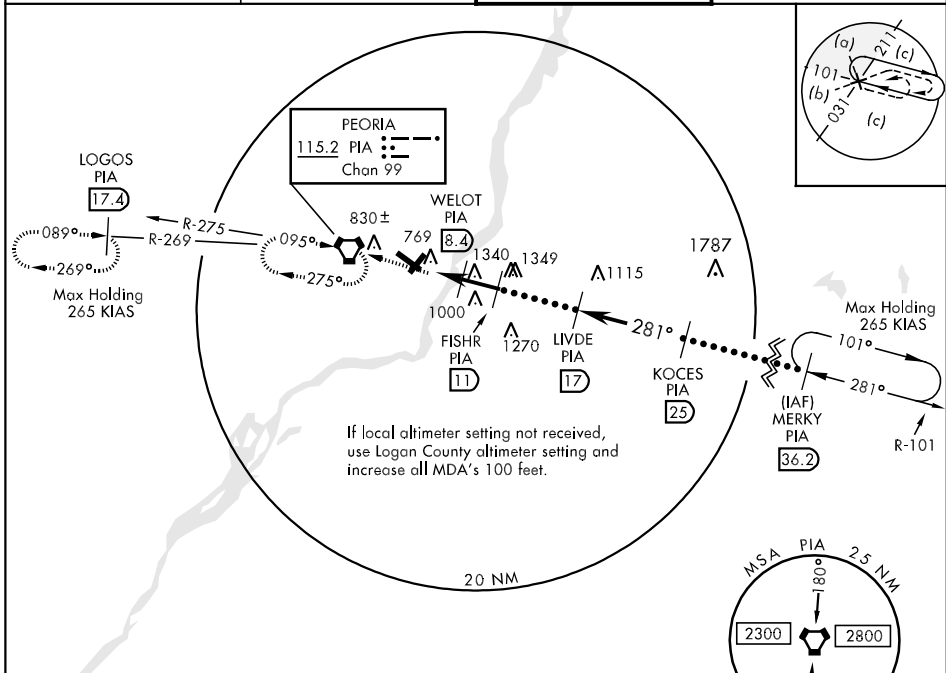 (a)
211
(c)
101
(b)
031
(c)
PEORIA
115.2 PIA
Chan 99
LOGOS
PIA
17.4
R-275
R-269
089°
269°
Max Holding
265 KIAS
095°
275°
830 ±
769
WELOT
PIA
8.4
1340
1349
1000
1270
1115
1787
FISHR
PIA
11
LIVDE
PIA
17
281°
KOCES
PIA
25
Max Holding
265 KIAS
101°
281°
R-101
(IAF)
MERKY
PIA
36.2
If local altimeter setting not received,
use Logan County altimeter setting and
increase all MDA's 100 feet.
20 NM
MSA PIA 25 NM
180°
2300
2800